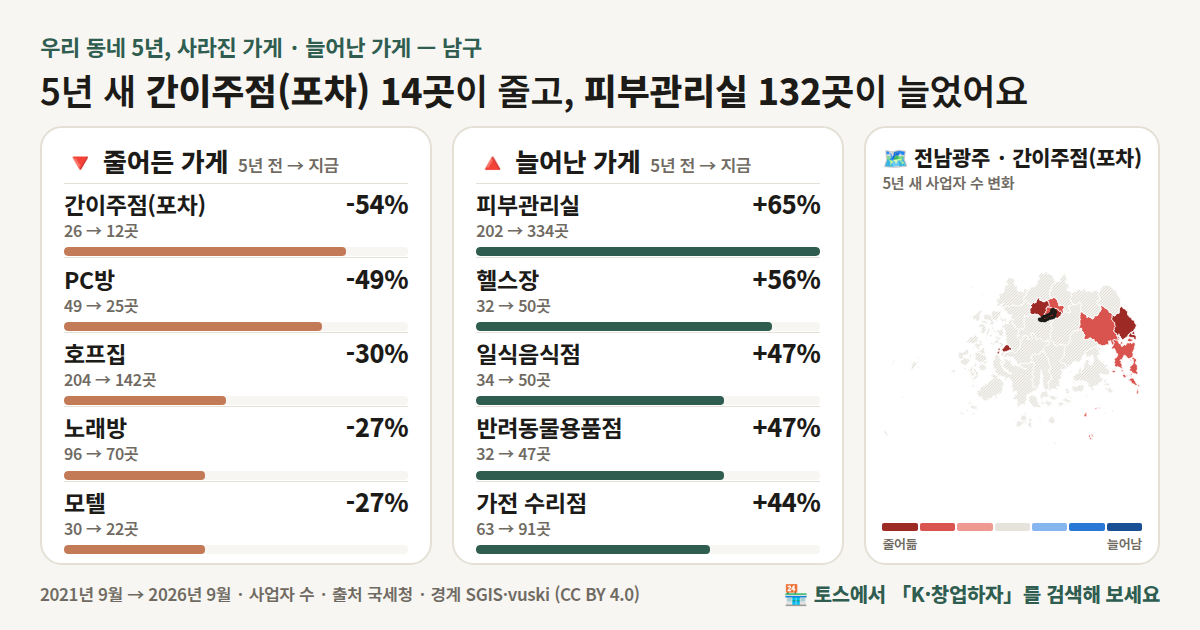 우리 동네 5년, 사라진 가게 · 늘어난 가게 — 남구
5년 새 간이주점(포차) 14곳이 줄고, 피부관리실 132곳이 늘었어요
줄어든 가게 5년 전 → 지금
간이주점(포차) -54%
26 → 12곳
PC방 -49%
49 → 25곳
호프집 -30%
204 → 142곳
노래방 -27%
96 → 70곳
모텔 -27%
30 → 22곳
늘어난 가게 5년 전 → 지금
피부관리실 +65%
202 → 334곳
헬스장 +56%
32 → 50곳
일식음식점 +47%
34 → 50곳
반려동물용품점 +47%
32 → 47곳
가전 수리점 +44%
63 → 91곳
전남광주 · 간이주점(포차)
5년 새 사업자 수 변화
줄어듦 늘어남
2021년 9월 → 2026년 9월 · 사업자 수 · 출처 국세청 · 경계 SGIS·vuski (CC BY 4.0)
토스에서 「K·창업하자」를 검색해 보세요